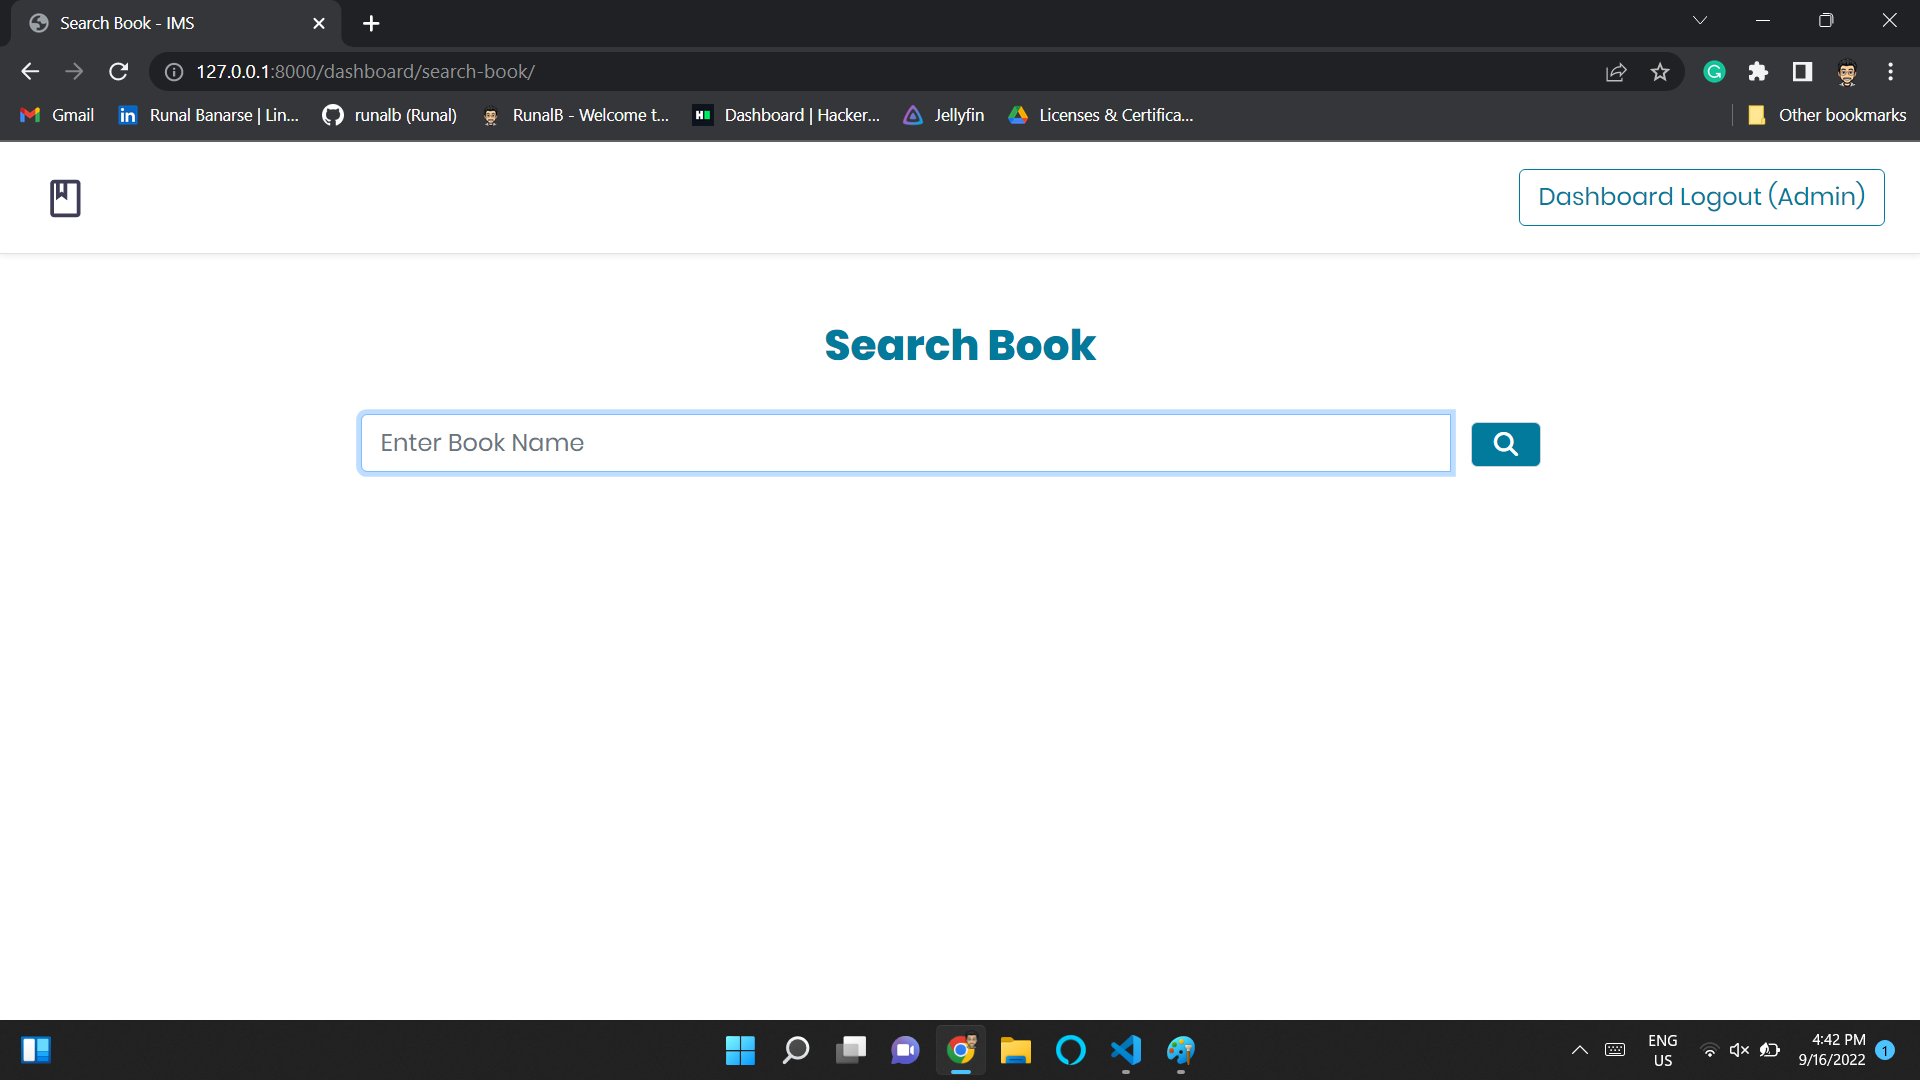 Search Book - IMS
127.0.0.1:8000/dashboard/search-book/
Gmail
Runal Banarse | Lin...
runalb (Runal)
RunalB - Welcome t...
Dashboard | Hacker...
Jellyfin
Licenses & Certifica...
Other bookmarks
Dashboard Logout (Admin)
Search Book
Enter Book Name
ENG
US
4:42 PM
9/16/2022
1